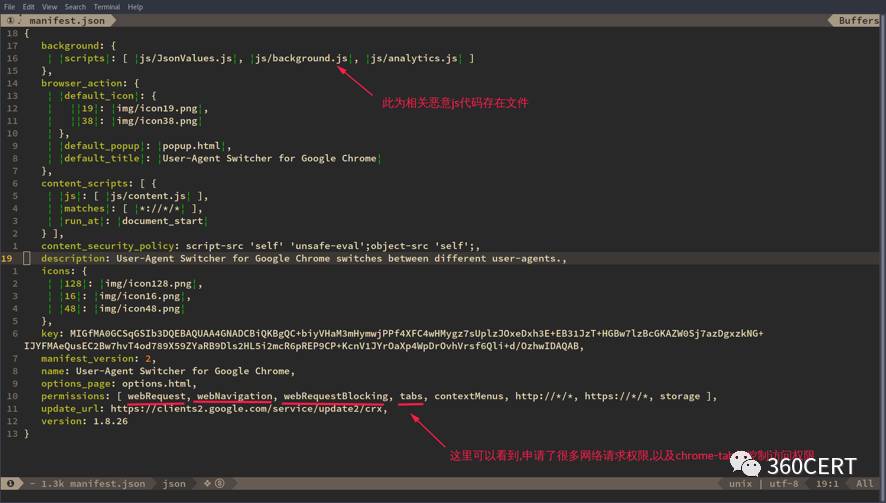 File Edit View Search Terminal Help
① manifest.json Buffers
18 {
17 background: {
16 ¦ ¦scripts¦: [ ¦js/JsonValues.js¦, ¦js/background.js¦, ¦js/analytics.js¦ ]
15 },
14 browser_action: {
13 ¦ ¦default_icon¦: {
12 ¦ ¦¦19¦: ¦img/icon19.png¦,
11 ¦ ¦¦38¦: ¦img/icon38.png¦
此为相关恶意js代码存在文件
10 ¦ },
9 ¦ ¦default_popup¦: ¦popup.html¦,
8 ¦ ¦default_title¦: ¦User-Agent Switcher for Google Chrome¦
7 },
6 content_scripts: [ {
5 ¦ ¦js¦: [ ¦js/content.js¦ ],
4 ¦ ¦matches¦: [ ¦*://*/*¦ ],
3 ¦ ¦run_at¦: ¦document_start¦
2 } ],
1 content_security_policy: script-src 'self' 'unsafe-eval';object-src 'self';,
19 description: User-Agent Switcher for Google Chrome switches between different user-agents.,
1 icons: {
2 ¦ ¦128¦: ¦img/icon128.png¦,
3 ¦ ¦16¦: ¦img/icon16.png¦,
4 ¦ ¦48¦: ¦img/icon48.png¦
5 },
6 key: MIGfMA0GCSqGSIb3DQEBAQUAA4GNADCBiQKBgQC+biyVHaM3mHymwjPPf4XFC4wHMygz7sUplzJOxeDxh3E+EB31JzT+HGBw7lzBcGKAZW0Sj7azDgxzkNG+
IJYFMAeQusEC2Bw7hvT4od789X59ZYaRB9Dls2HL5i2mcR6pREP9CP+KcnV1JYrOaXp4WpDrOvhVrsf6Qli+d/OzhwIDAQAB,
7 manifest_version: 2,
8 name: User-Agent Switcher for Google Chrome,
9 options_page: options.html,
10 permissions: [ webRequest, webNavigation, webRequestBlocking, tabs, contextMenus, http://*/*, https://*/*, storage ],
11 update_url: https://clients2.google.com/service/update2/crx,
12 version: 1.8.26
13 }
这里可以看到,申请了很多网络请求权限,以及chrome-ta 制访问权限
360CERT
❶ - 1.3k manifest.json json unix | utf-8 19:1 All